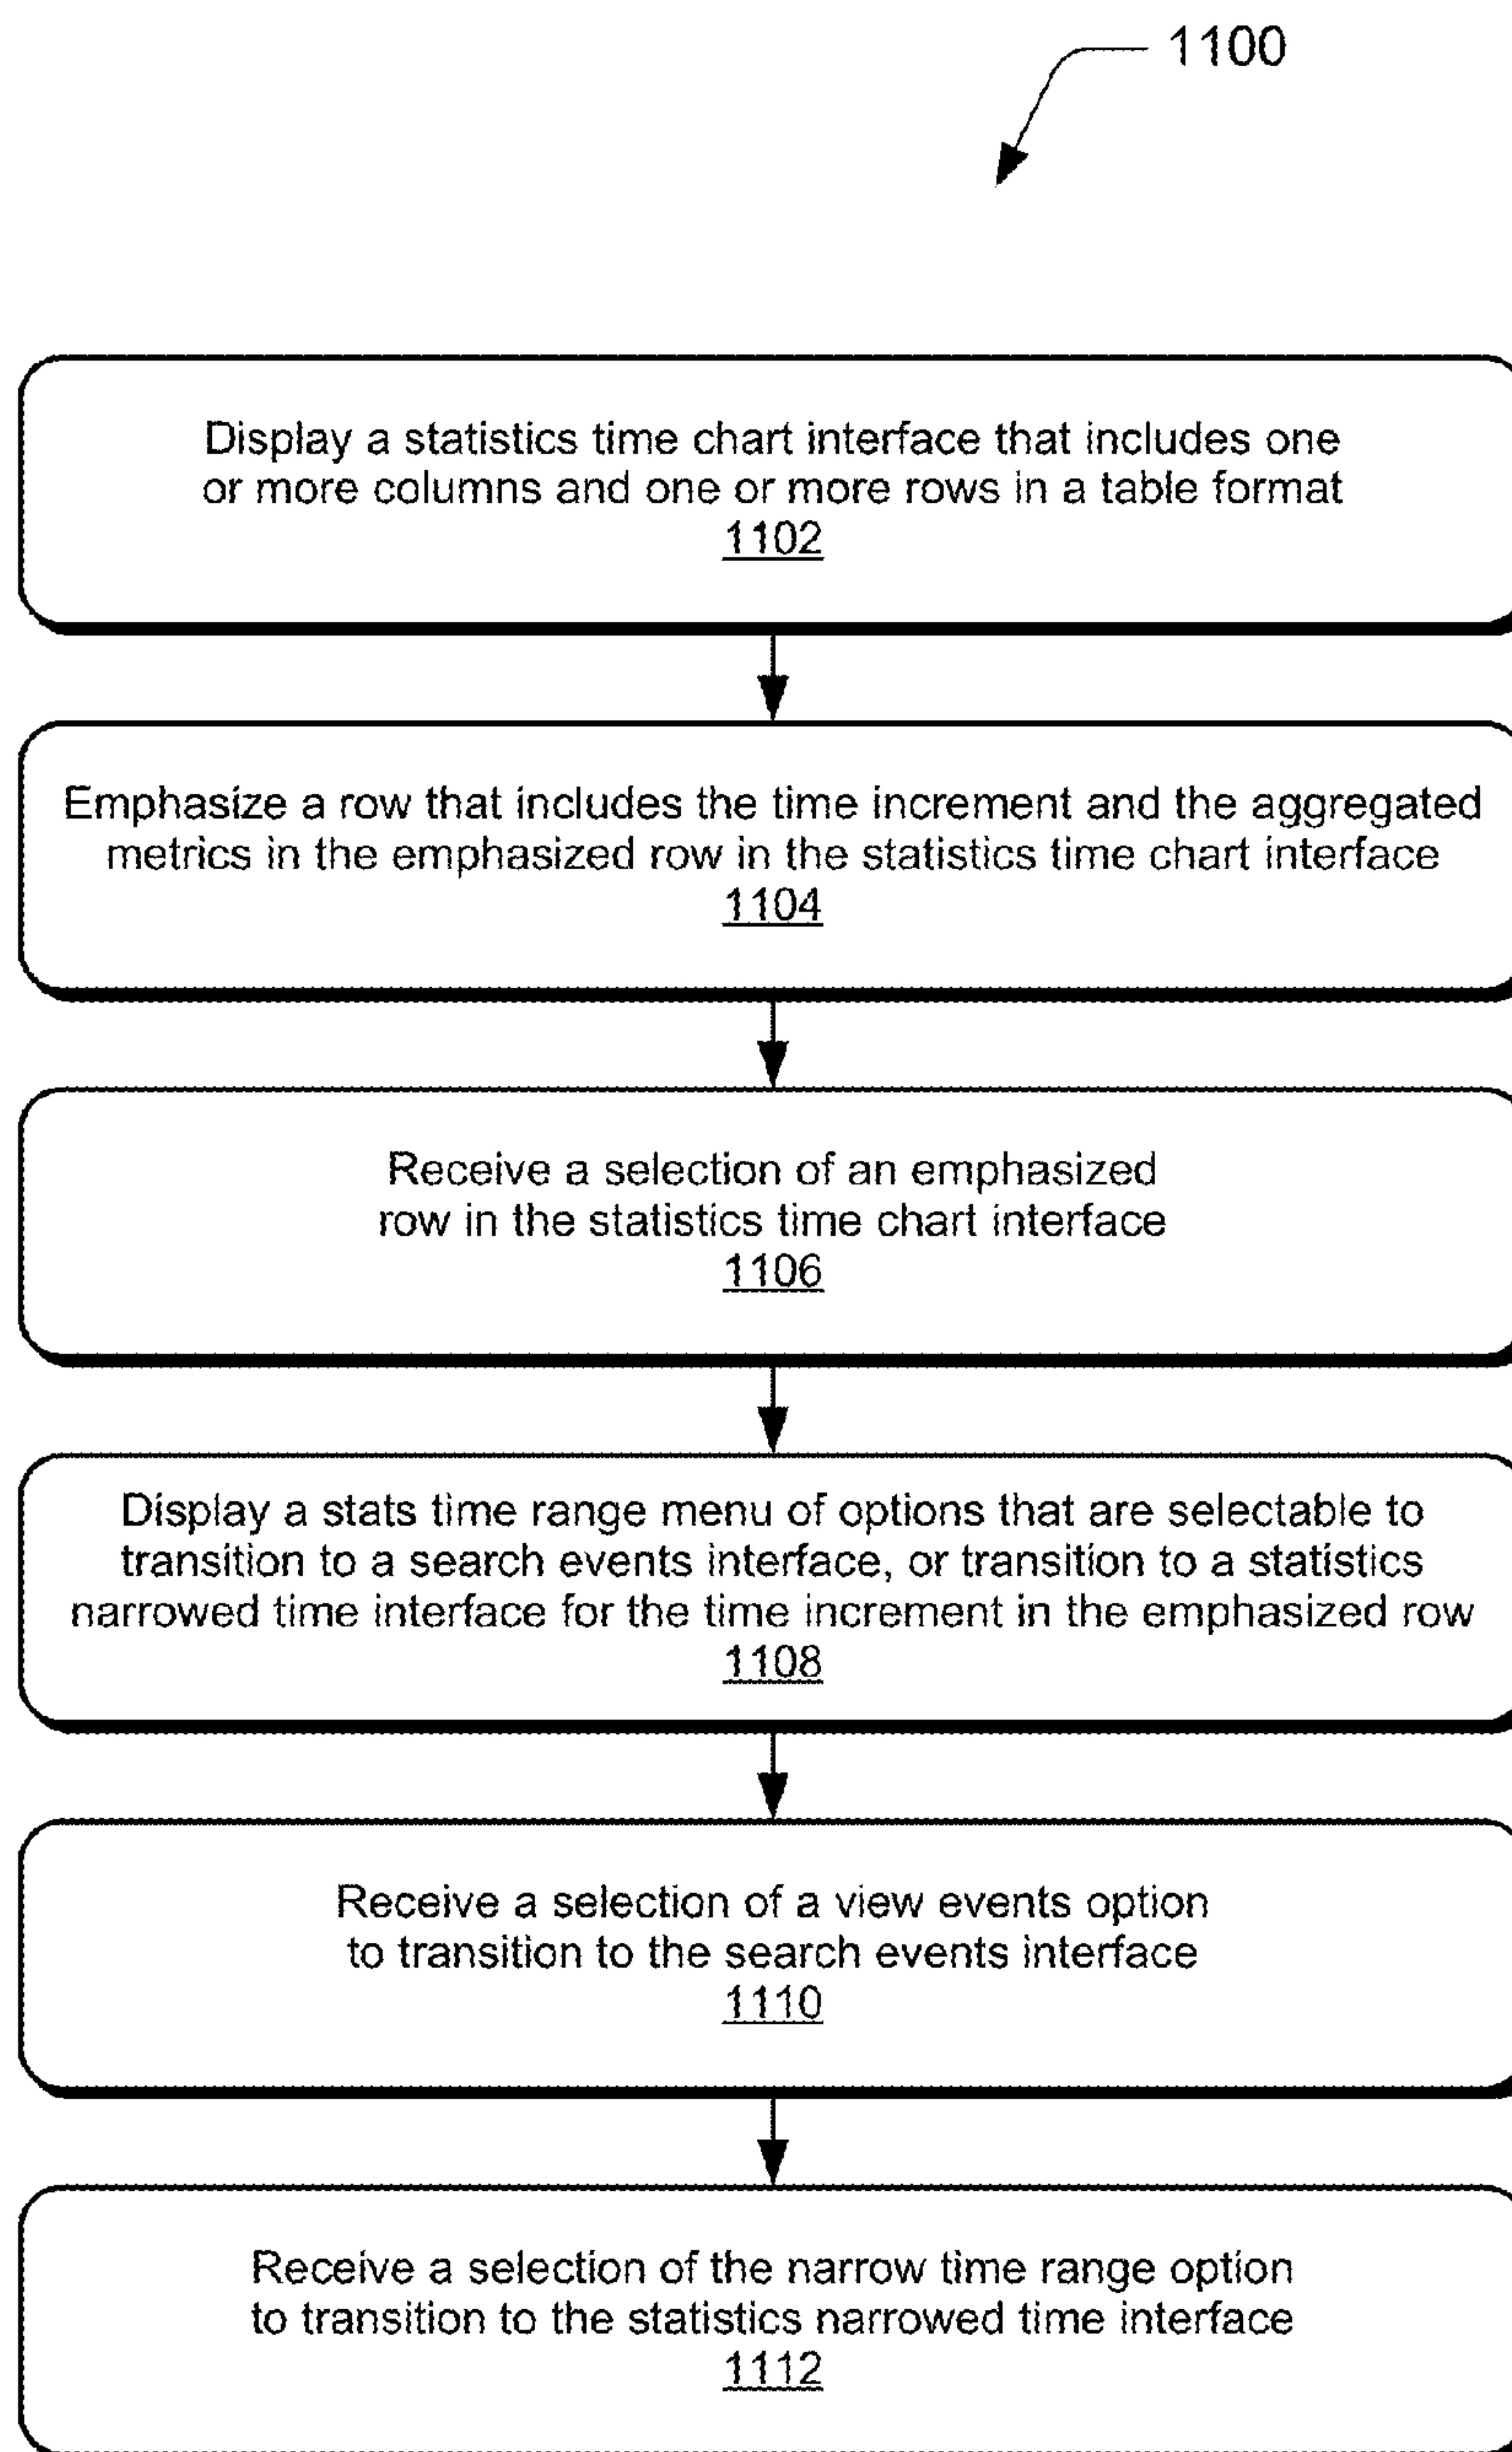 1100
Display a statistics time chart interface that includes one
or more columns and one or more rows in a table format
1102
Emphasize a row that includes the time increment and the aggregated
metrics in the emphasized row in the statistics time chart interface
1104
Receive a selection of an emphasized
row in the statistics time chart interface
1106
Display a stats time range menu of options that are selectable to
transition to a search events interface, or transition to a statistics
narrowed time interface for the time increment in the emphasized row
1108
Receive a selection of a view events option
to transition to the search events interface
1110
Receive a selection of the narrow time range option
to transition to the statistics narrowed time interface
1112